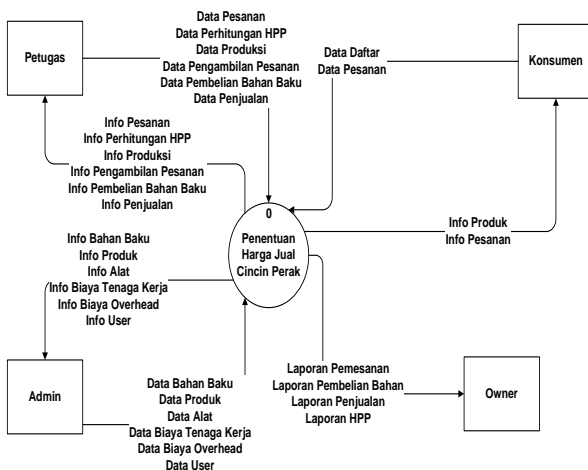 Petugas
Data Pesanan
Data Perhitungan HPP
Data Produksi
Data Pengambilan Pesanan
Data Pembelian Bahan Baku
Data Penjualan
Data Daftar
Data Pesanan
Konsumen
Info Pesanan
Info Perhitungan HPP
Info Produksi
Info Pengambilan Pesanan
Info Pembelian Bahan Baku
Info Penjualan
0
Penentuan
Harga Jual
Cincin Perak
Info Produk
Info Pesanan
Info Bahan Baku
Info Produk
Info Alat
Info Biaya Tenaga Kerja
Info Biaya Overhead
Info User
Admin
Data Bahan Baku
Data Produk
Data Alat
Data Biaya Tenaga Kerja
Data Biaya Overhead
Data User
Laporan Pemesanan
Laporan Pembelian Bahan
Laporan Penjualan
Laporan HPP
Owner